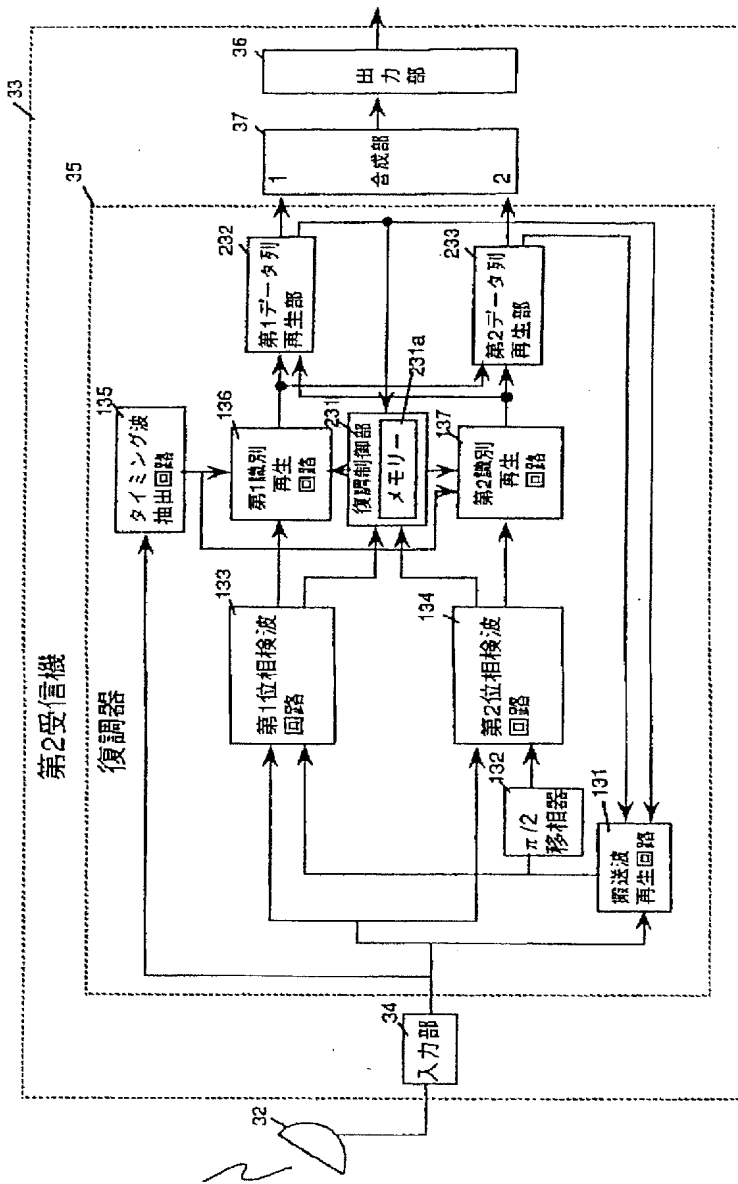 第2受信機
33
復調器
35
32
34
入力部
135
タイミング波
抽出回路
133
第1位相検波
回路
134
第2位相検波
回路
132
π/2
移相器
131
搬送波
再生回路
136
第1識別
再生
回路
231
復調制御部
メモリー
231a
137
第2識別
再生
回路
232
第1データ列
再生部
233
第2データ列
再生部
37
1
合成部
2
36
出力部